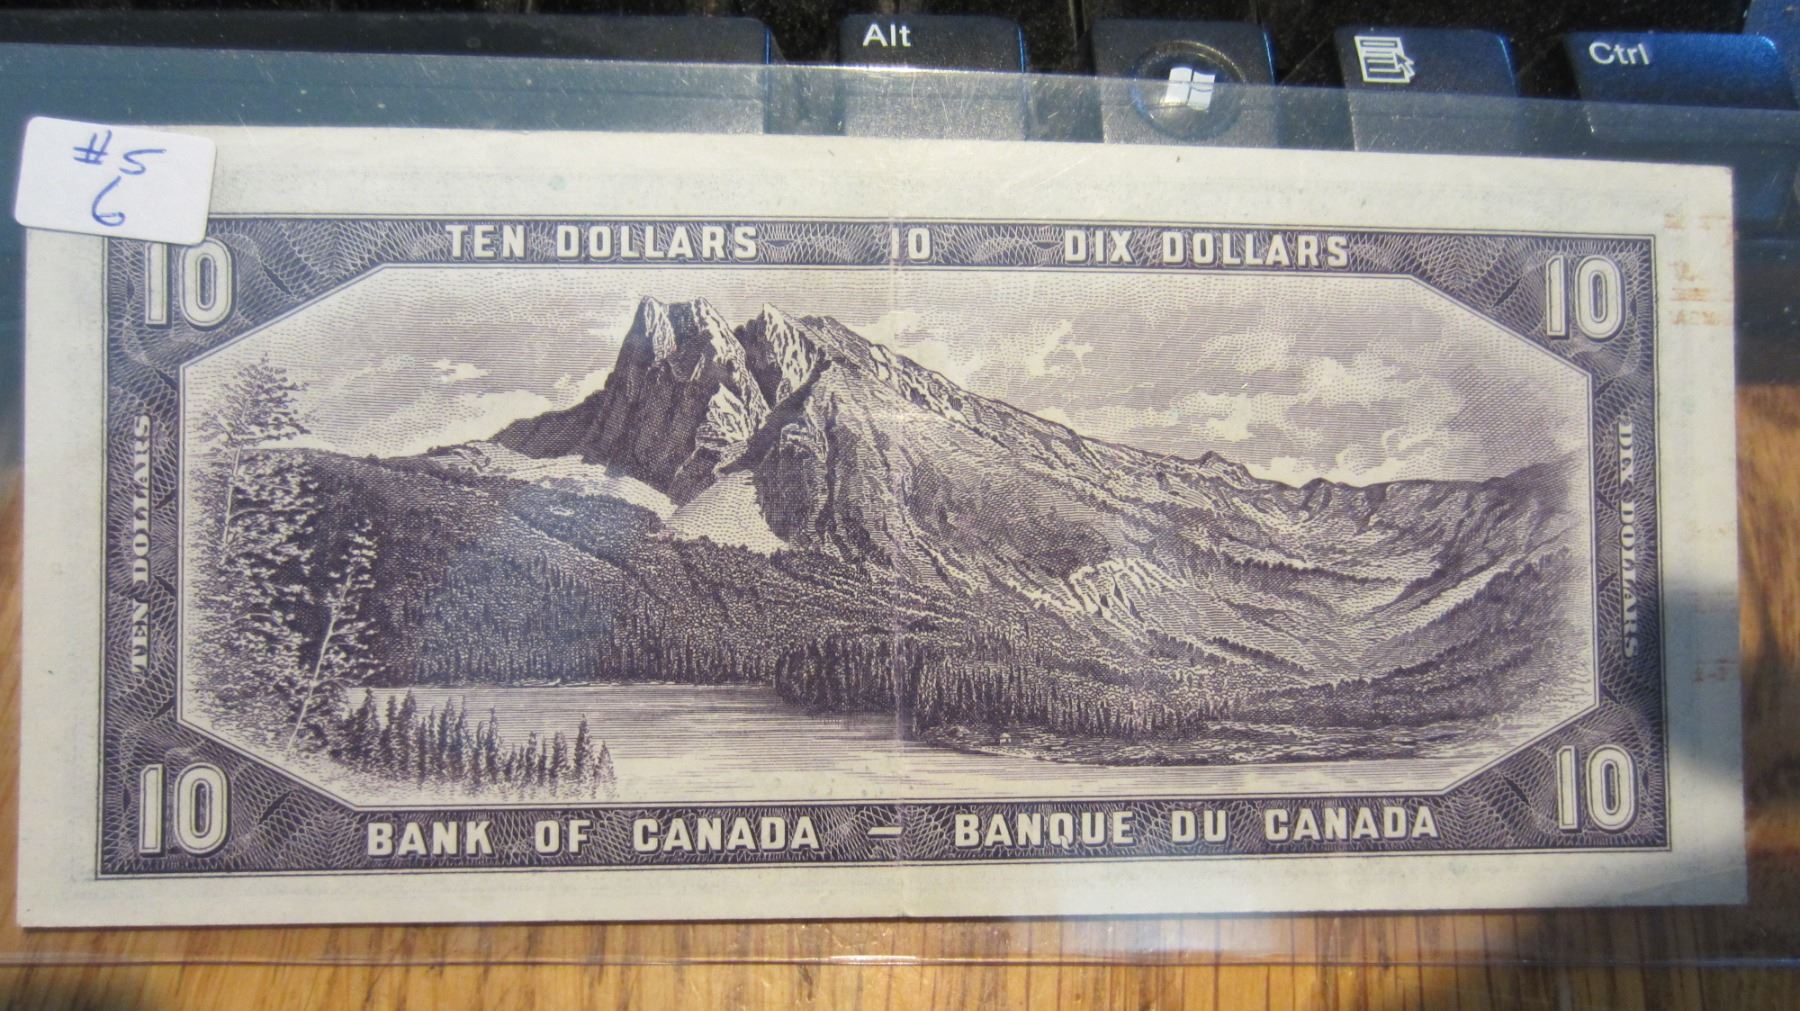 Alt
Ctrl
#5
6
TEN DOLLARS 10 DIX DOLLARS
10
10
TEN DOLLARS
DIX DOLLARS
10
10
BANK OF CANADA – BANQUE DU CANADA